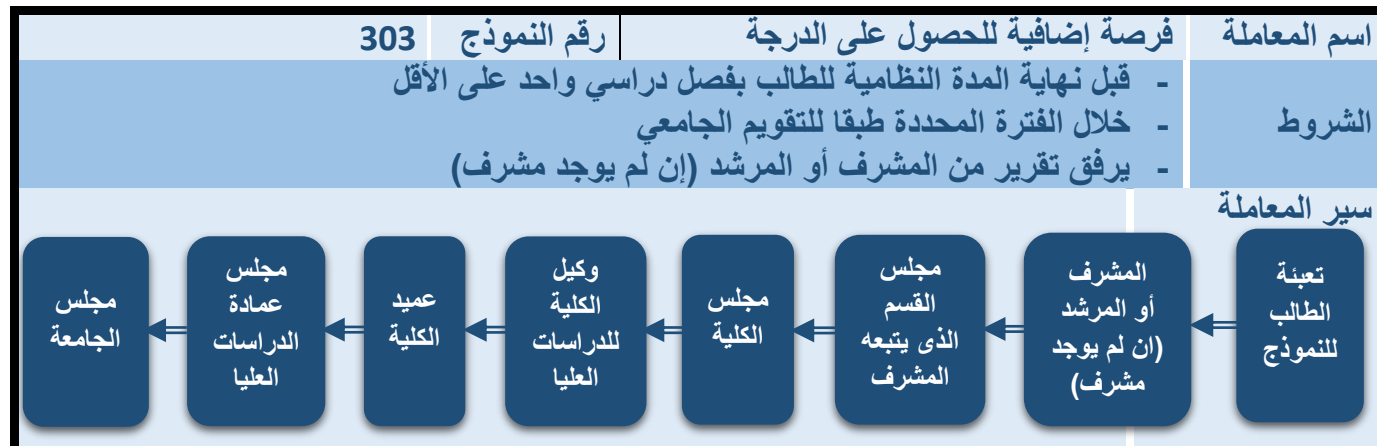 اسم المعاملة فرصة إضافية للحصول على الدرجة رقم النموذج 303
الشروط
- قبل نهاية المدة النظامية للطالب بفصل دراسي واحد على الأقل
- خلال الفترة المحددة طبقا للتقويم الجامعي
- يرفق تقرير من المشرف أو المرشد (إن لم يوجد مشرف)
سير المعاملة
تعبئة
الطالب
للنموذج
المشرف
أو المرشد
(ان لم يوجد
مشرف)
مجلس
القسم
الذى يتبعه
المشرف
مجلس
الكلية
وكيل
الكلية
للدراسات
العليا
عميد
الكلية
مجلس
عمادة
الدراسات
العليا
مجلس
الجامعة